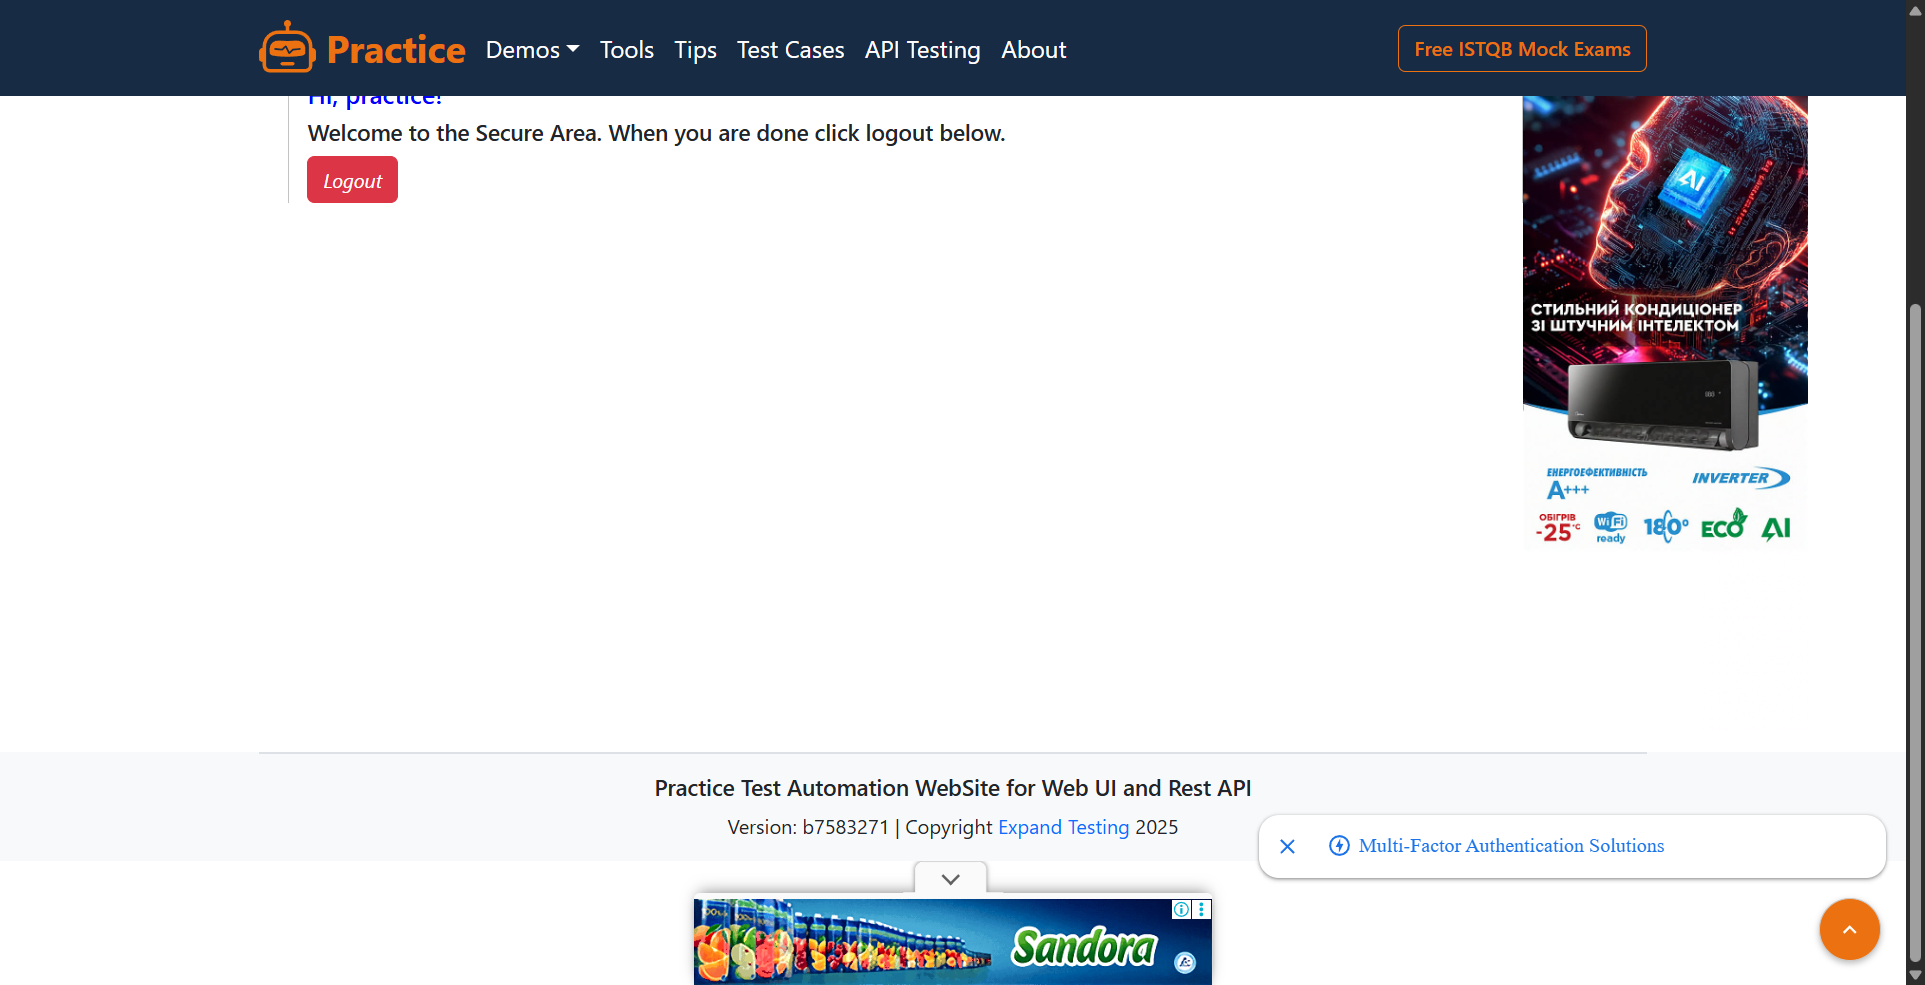 Practice
Demos
Tools
Tips
Test Cases
API Testing
About
Free ISTQB Mock Exams
Hi, practice!
Welcome to the Secure Area. When you are done click logout below.
Logout
AI
СТИЛЬНИЙ КОНДИЦІОНЕР
ЗІ ШТУЧНИМ ІНТЕЛЕКТОМ
ЕНЕРГОЕФЕКТИВНІСТЬ
A+++
INVERTER
ОБІГРІВ
-25°C
WiFi
ready
180°
ECO
AI
Practice Test Automation WebSite for Web UI and Rest API
Version: b7583271 | Copyright Expand Testing 2025
Multi-Factor Authentication Solutions
Sandora